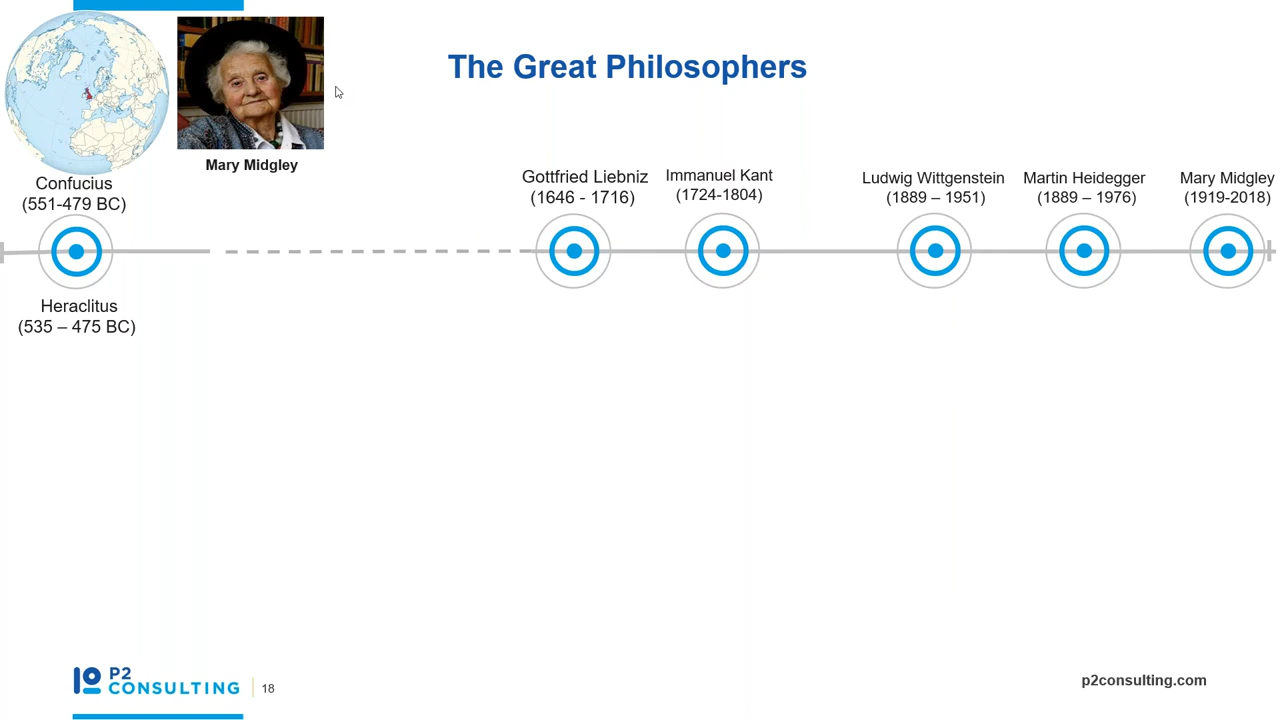 The Great Philosophers
Mary Midgley
Confucius
(551-479 BC)
Gottfried Liebniz
(1646 - 1716)
Immanuel Kant
(1724-1804)
Ludwig Wittgenstein
(1889 – 1951)
Martin Heidegger
(1889 – 1976)
Mary Midgley
(1919-2018)
Heraclitus
(535 – 475 BC)
P2
CONSULTING
18
p2consulting.com